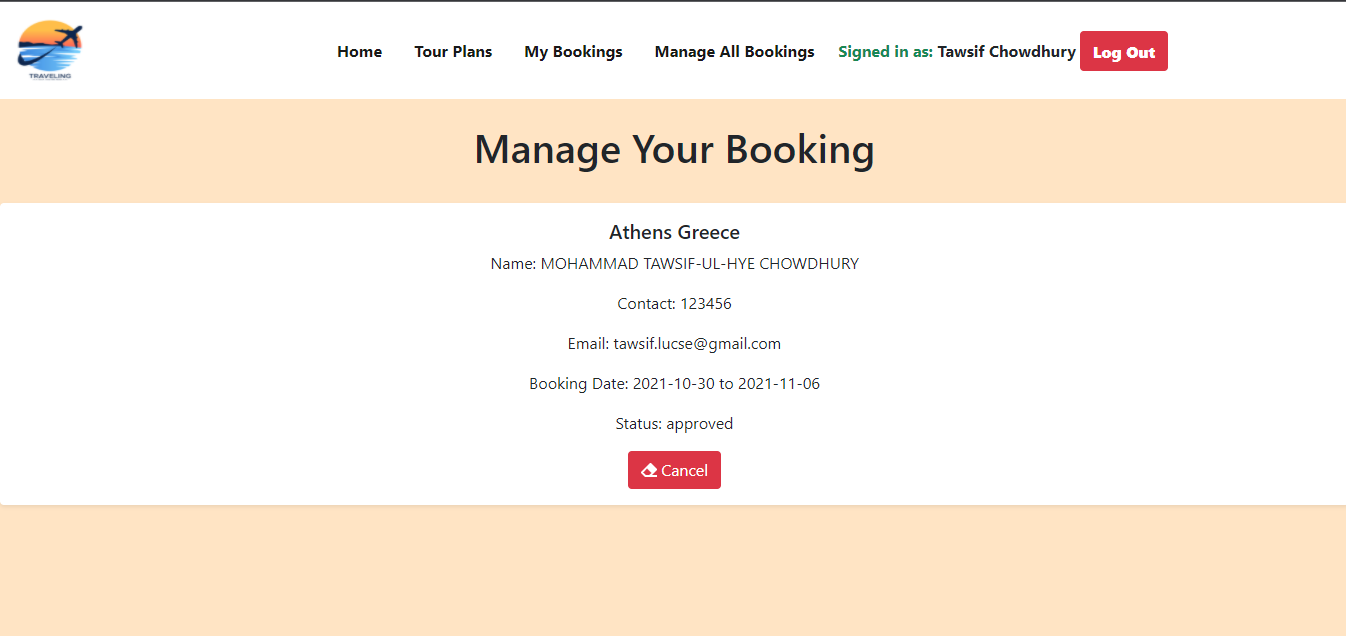 TRAVELING
Home Tour Plans My Bookings Manage All Bookings Signed in as: Tawsif Chowdhury Log Out
Manage Your Booking
Athens Greece
Name: MOHAMMAD TAWSIF-UL-HYE CHOWDHURY
Contact: 123456
Email: tawsif.lucse@gmail.com
Booking Date: 2021-10-30 to 2021-11-06
Status: approved
Cancel